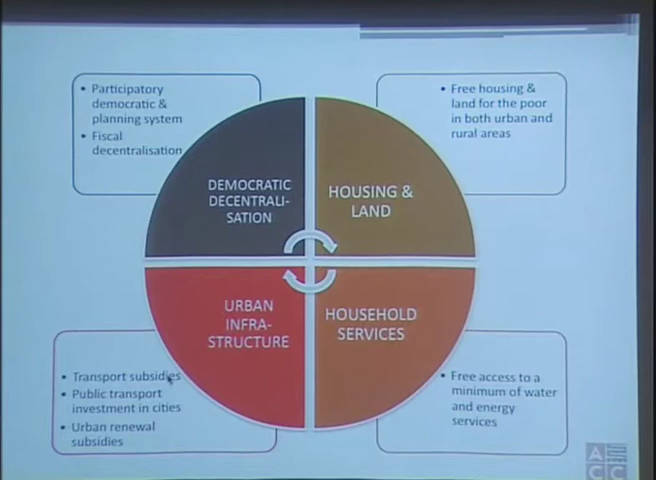 • Participatory
democratic &
planning system
• Fiscal
decentralisation
• Free housing &
land for the poor
in both urban and
rural areas
DEMOCRATIC
DECENTRALI-
SATION
HOUSING &
LAND
URBAN
INFRA-
STRUCTURE
HOUSEHOLD
SERVICES
• Transport subsidies
• Public transport
investment in cities
• Urban renewal
subsidies
• Free access to a
minimum of water
and energy
services
A
C C